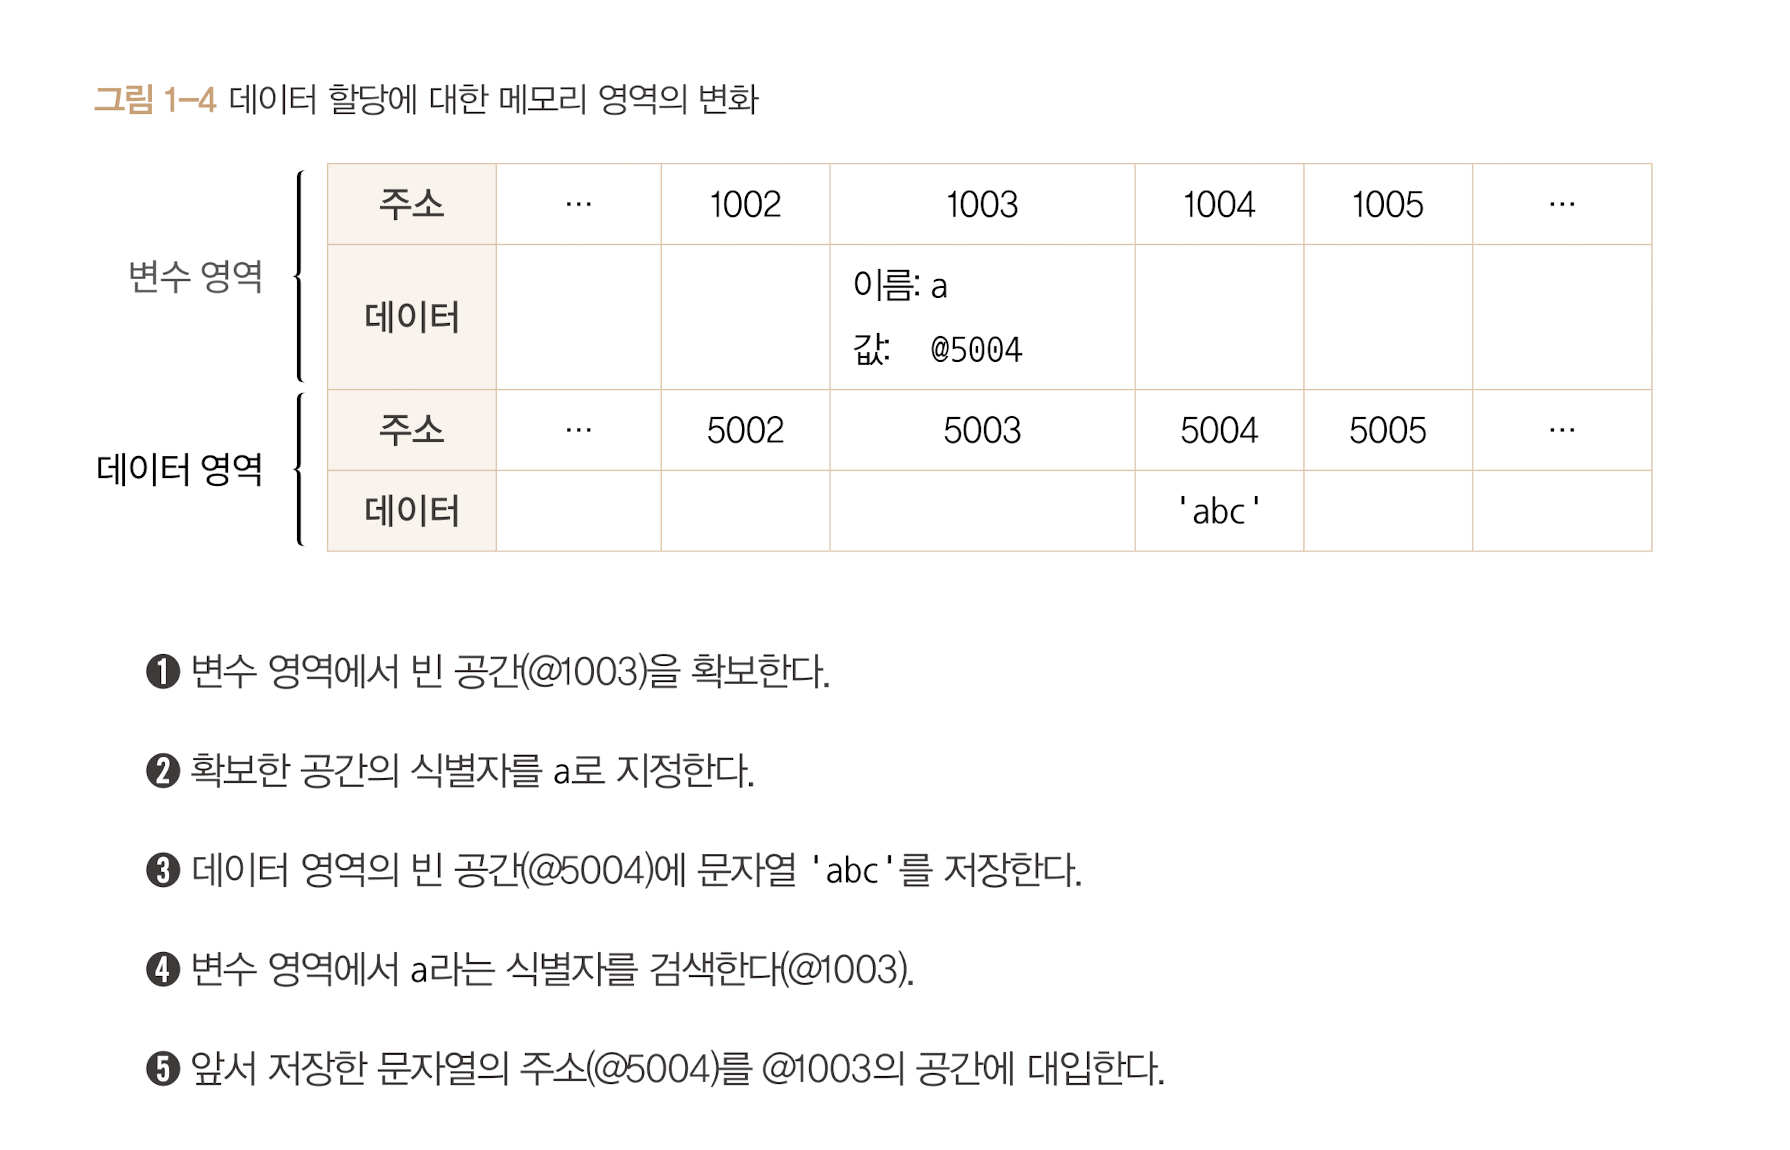 그림 1-4 데이터 할당에 대한 메모리 영역의 변화
변수 영역
주소 … 1002 1003 1004 1005 …
데이터 이름: a
값: @5004
데이터 영역
주소 … 5002 5003 5004 5005 …
데이터 'abc'
❶ 변수 영역에서 빈 공간(@1003)을 확보한다.
❷ 확보한 공간의 식별자를 a로 지정한다.
❸ 데이터 영역의 빈 공간(@5004)에 문자열 'abc'를 저장한다.
❹ 변수 영역에서 a라는 식별자를 검색한다(@1003).
❺ 앞서 저장한 문자열의 주소(@5004)를 @1003의 공간에 대입한다.